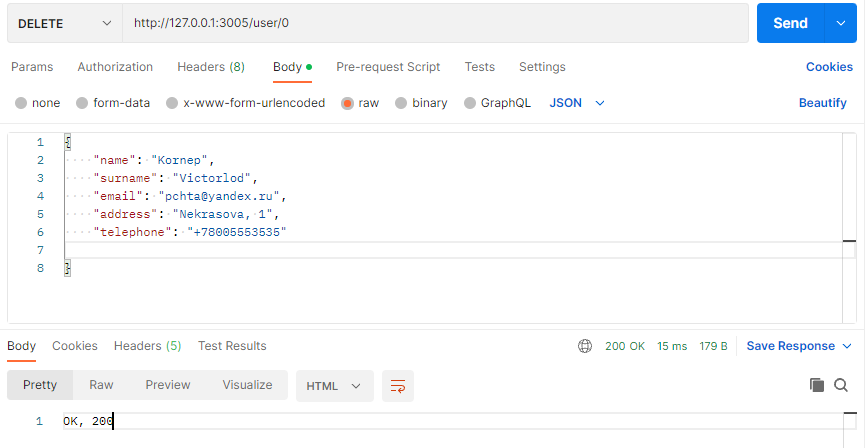 DELETE http://127.0.0.1:3005/user/0 Send
Params Authorization Headers (8) Body Pre-request Script Tests Settings Cookies
none form-data x-www-form-urlencoded raw binary GraphQL JSON Beautify
1 {
2 "name": "Kornep",
3 "surname": "Victorlod",
4 "email": "pchta@yandex.ru",
5 "address": "Nekrasova, 1",
6 "telephone": "+78005553535"
7
8 }
Body Cookies Headers (5) Test Results 200 OK 15 ms 179 B Save Response
Pretty Raw Preview Visualize HTML
1 OK, 200